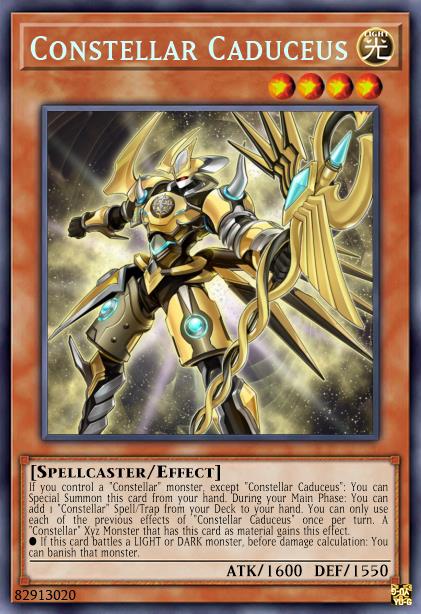 CONSTELLAR CADUCEUS
LIGHT
光
[SPELLCASTER/EFFECT]
If you control a "Constellar" monster, except "Constellar Caduceus": You can
Special Summon this card from your hand. During your Main Phase: You can
add 1 "Constellar" Spell/Trap from your Deck to your hand. You can only use
each of the previous effects of "Constellar Caduceus" once per turn. A
"Constellar" Xyz Monster that has this card as material gains this effect.
● If this card battles a LIGHT or DARK monster, before damage calculation: You
can banish that monster.
ATK/1600 DEF/1550
82913020